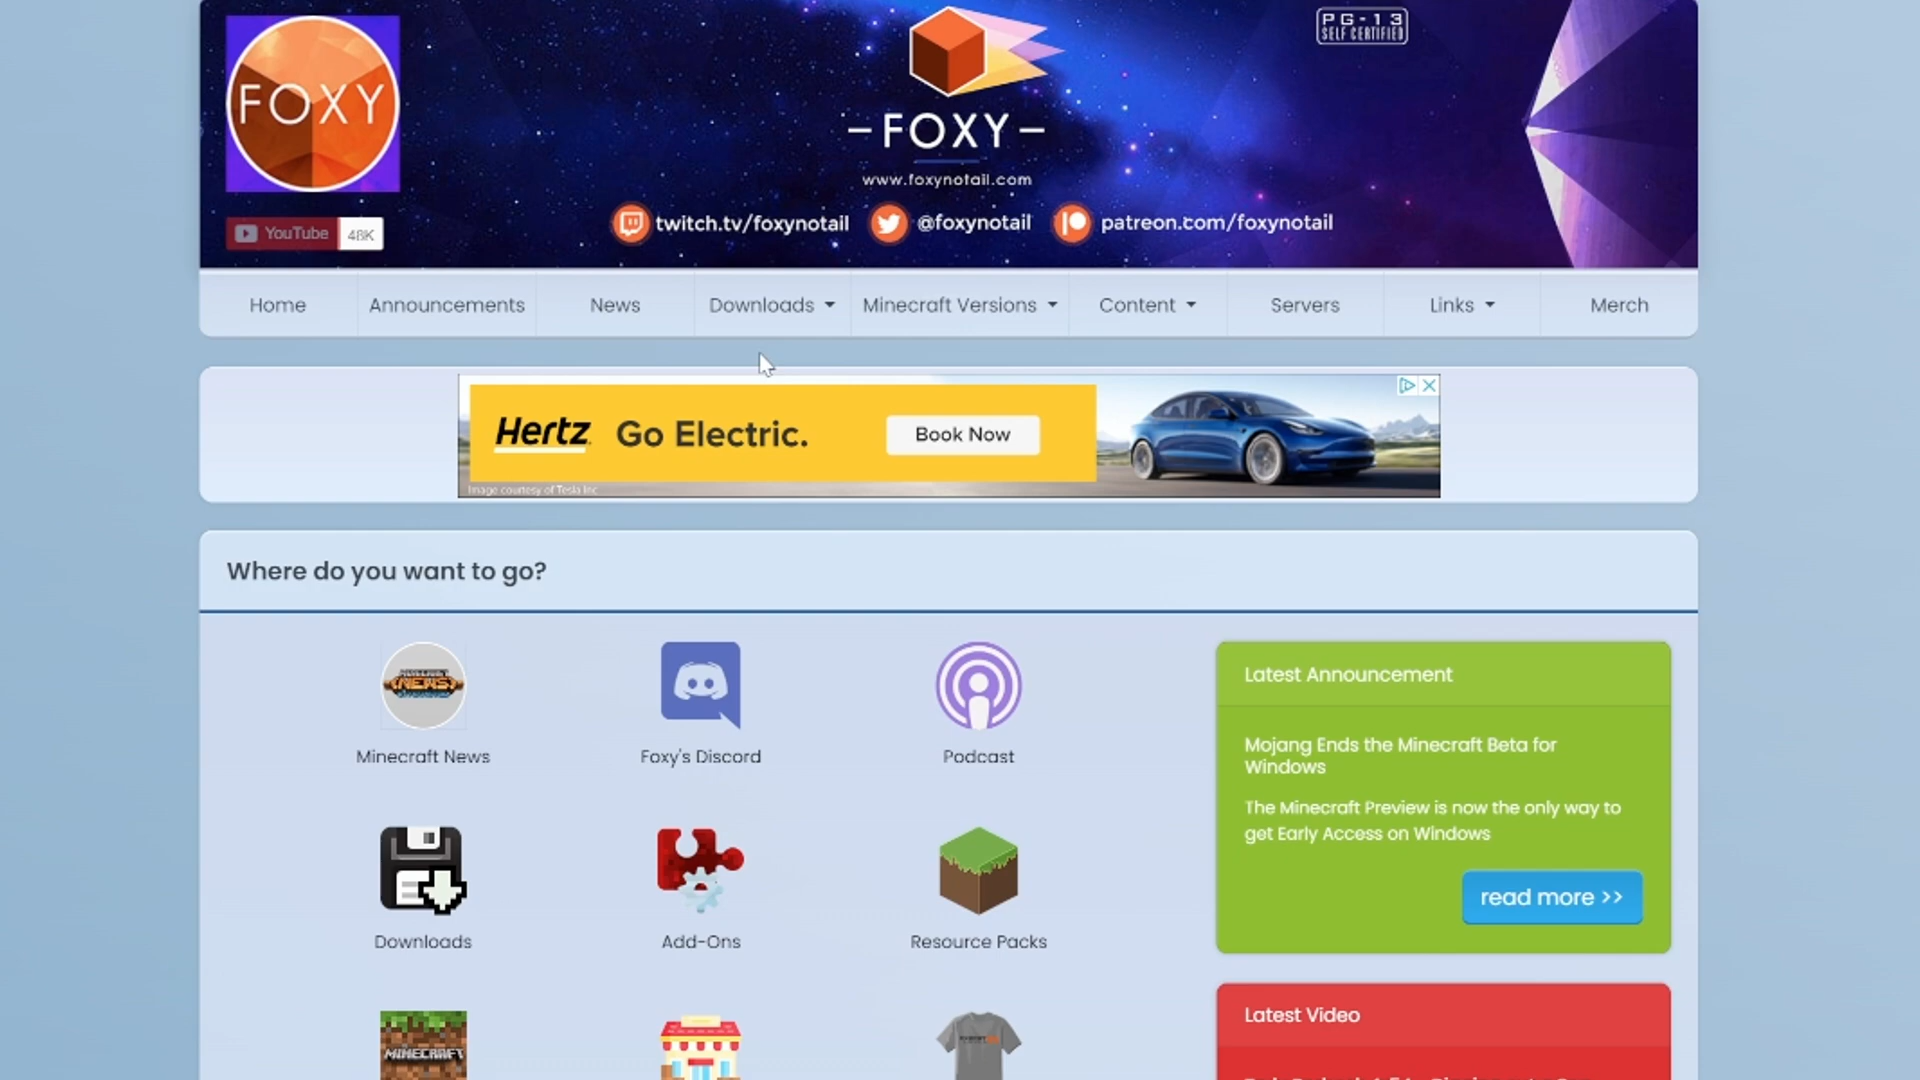 PG-13
SELF CERTIFIED
FOXY
-FOXY-
www.foxynotail.com
YouTube 48K
twitch.tv/foxynotail @foxynotail patreon.com/foxynotail
Home Announcements News Downloads Minecraft Versions Content Servers Links Merch
Hertz Go Electric. Book Now
Image courtesy of Tesla Inc
Where do you want to go?
MINECRAFT
NEWS
Minecraft News Foxy's Discord Podcast
Downloads Add-Ons Resource Packs
MINECRAFT
Latest Announcement
Mojang Ends the Minecraft Beta for
Windows
The Minecraft Preview is now the only way to
get Early Access on Windows
read more >>
Latest Video